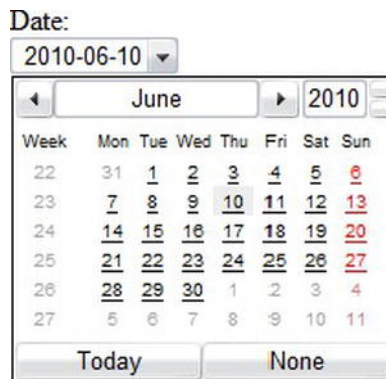 Date:
2010-06-10
June 2010
Week Mon Tue Wed Thu Fri Sat Sun
22 31 1 2 3 4 5 6
23 7 8 9 10 11 12 13
24 14 15 16 17 18 19 20
25 21 22 23 24 25 26 27
26 28 29 30 1 2 3 4
27 5 6 7 8 9 10 11
Today None